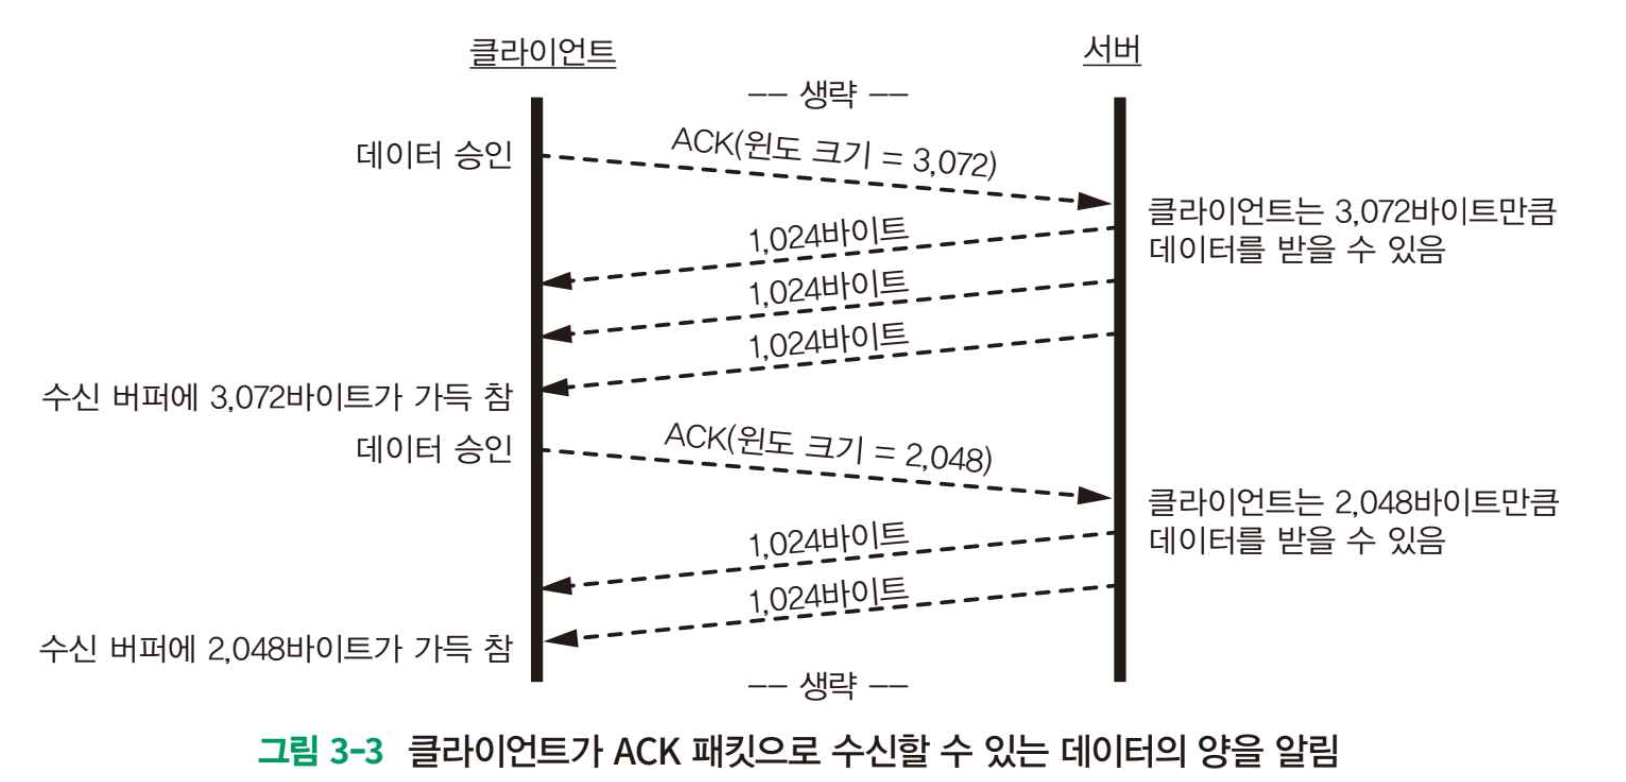 클라이언트
서버
-- 생략 --
데이터 승인
ACK(윈도 크기 = 3,072)
클라이언트는 3,072바이트만큼
데이터를 받을 수 있음
1,024바이트
1,024바이트
1,024바이트
수신 버퍼에 3,072바이트가 가득 참
데이터 승인
ACK(윈도 크기 = 2,048)
클라이언트는 2,048바이트만큼
데이터를 받을 수 있음
1,024바이트
1,024바이트
수신 버퍼에 2,048바이트가 가득 참
-- 생략 --
그림 3-3 클라이언트가 ACK 패킷으로 수신할 수 있는 데이터의 양을 알림